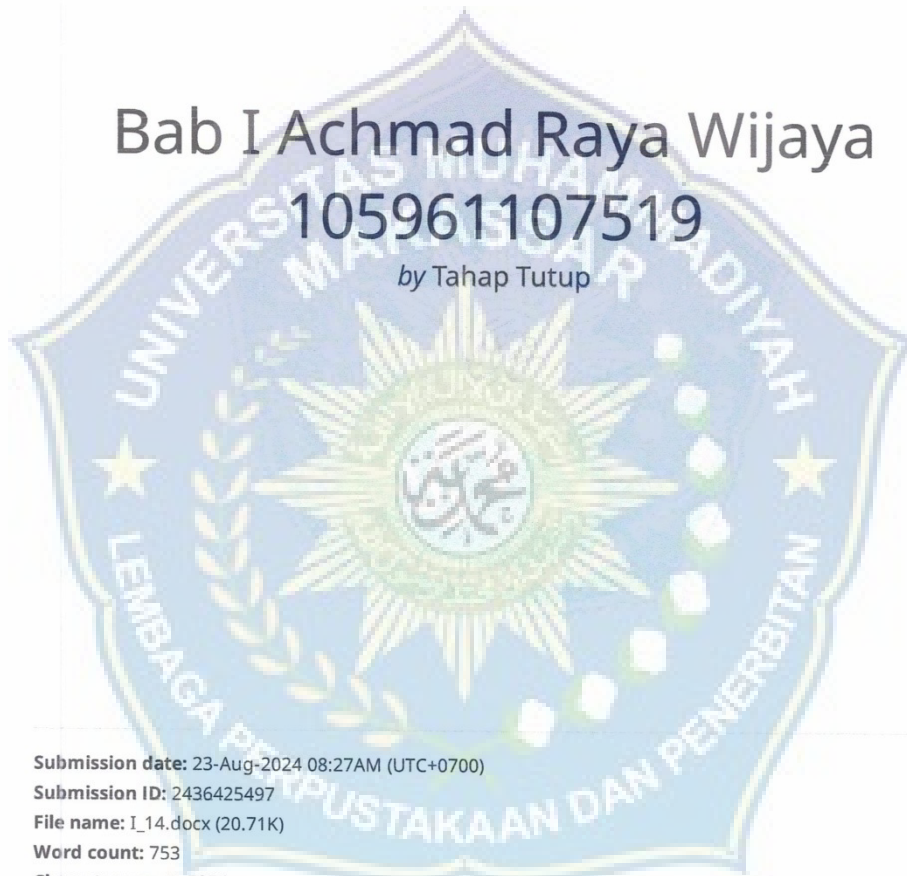 Bab I Achmad Raya Wijaya
105961107519
by Tahap Tutup
UNIVERSITAS MUHAMMADIYAH
MAKASSAR
LEMBAGA PERPUSTAKAAN DAN PENERBITAN
Submission date: 23-Aug-2024 08:27AM (UTC+0700)
Submission ID: 2436425497
File name: I_14.docx (20.71K)
Word count: 753